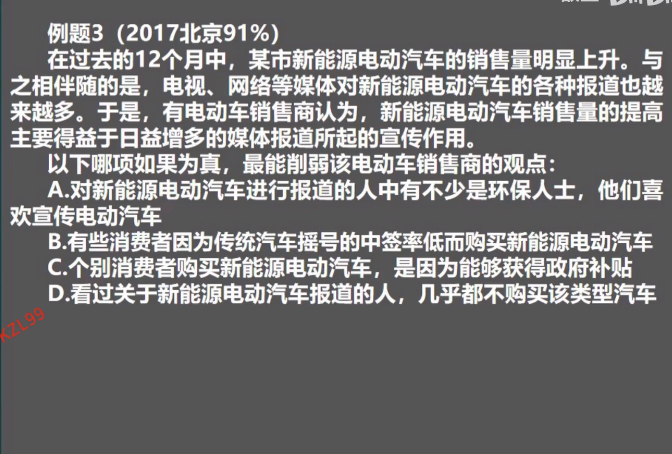 例题3（2017北京91%）
在过去的12个月中，某市新能源电动汽车的销售量明显上升。与
之相伴随的是，电视、网络等媒体对新能源电动汽车的各种报道也越
来越多。于是，有电动车销售商认为，新能源电动汽车销售量的提高
主要得益于日益增多的媒体报道所起的宣传作用。
以下哪项如果为真，最能削弱该电动车销售商的观点：
A.对新能源电动汽车进行报道的人中有不少是环保人士，他们喜
欢宣传电动汽车
B.有些消费者因为传统汽车摇号的中签率低而购买新能源电动汽车
C.个别消费者购买新能源电动汽车，是因为能够获得政府补贴
D.看过关于新能源电动汽车报道的人，几乎都不购买该类型汽车
KZL99